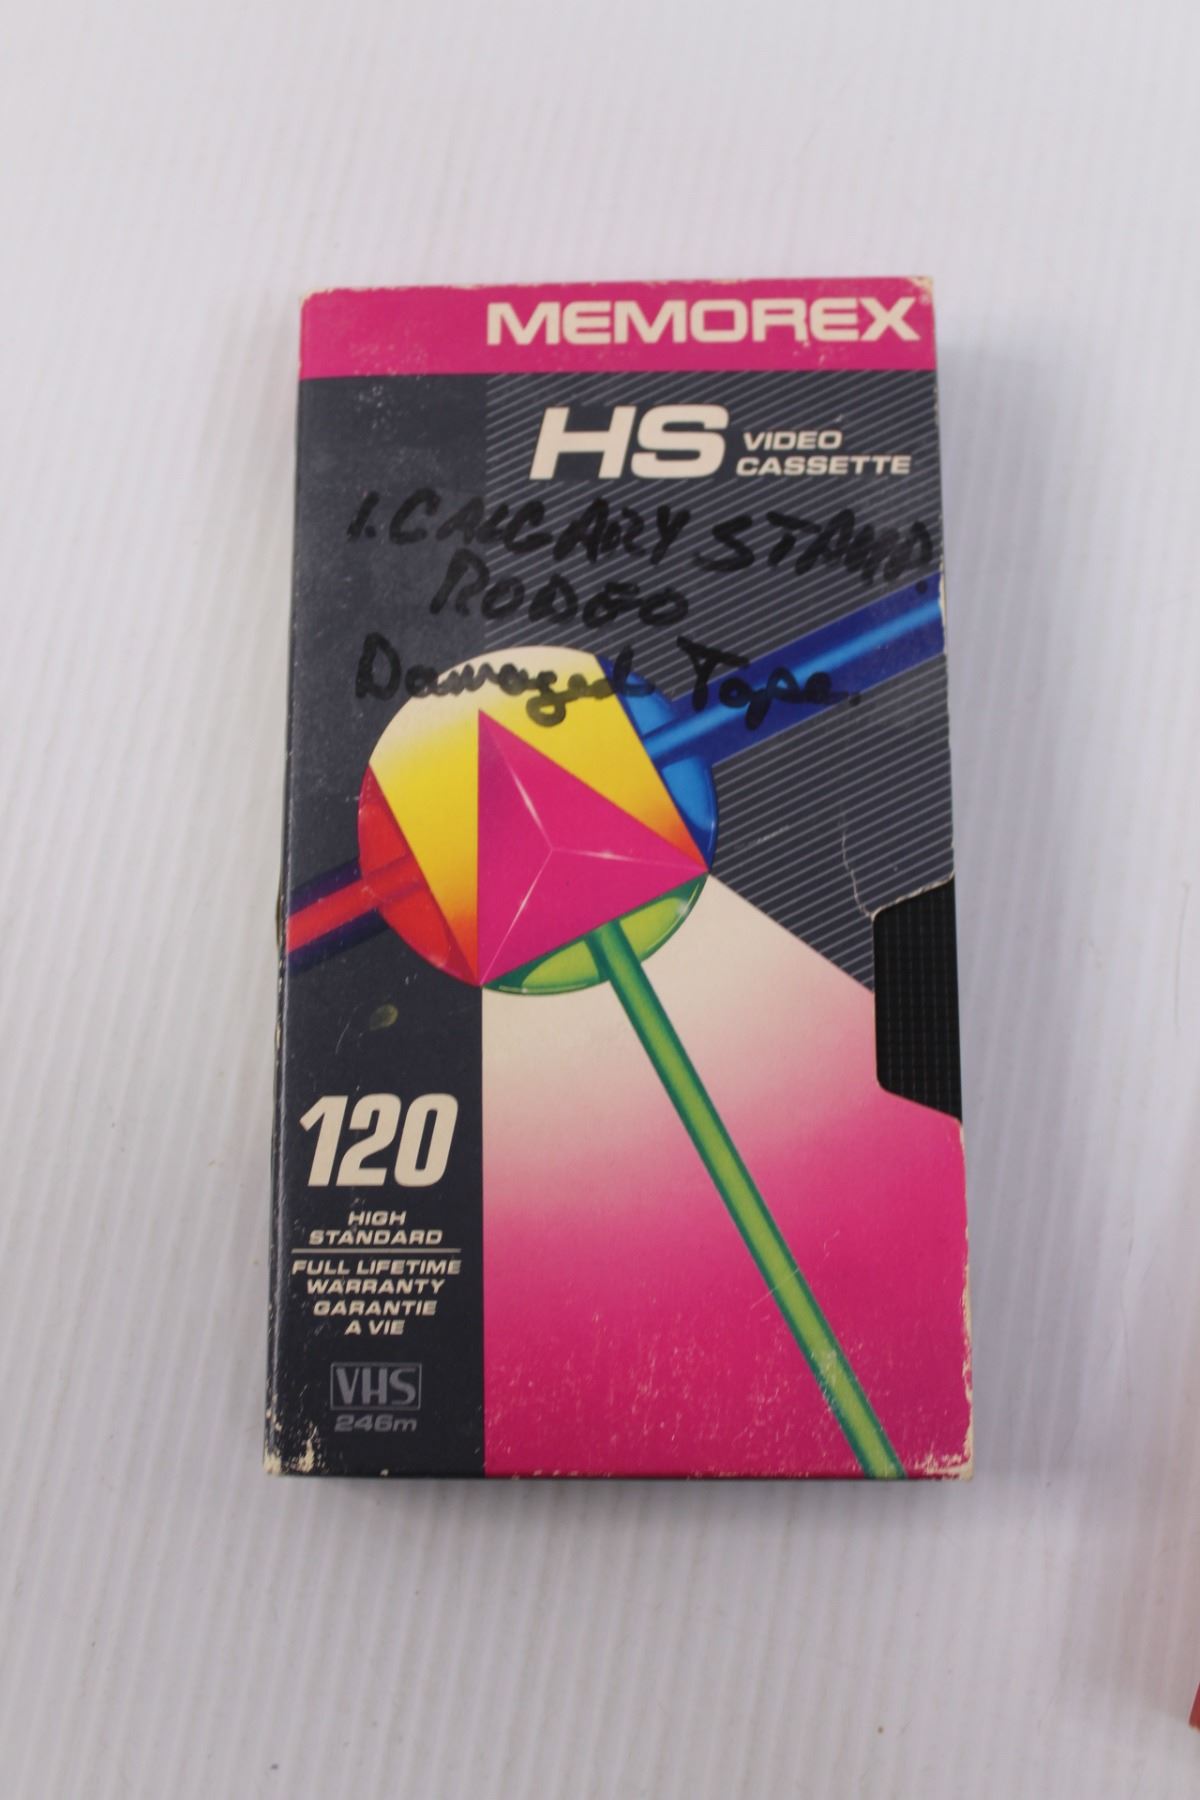 MEMOREX®
HS VIDEO
CASSETTE
1. CALGARY STAMP.
RODEO
Damaged Tape.
120
HIGH
STANDARD
FULL LIFETIME
WARRANTY
GARANTIE
A VIE
VHS
246m